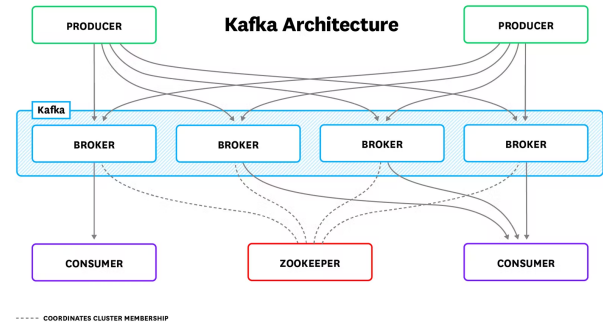 PRODUCER
Kafka Architecture
PRODUCER
Kafka
BROKER
BROKER
BROKER
BROKER
CONSUMER
ZOOKEEPER
CONSUMER
COORDINATES CLUSTER MEMBERSHIP